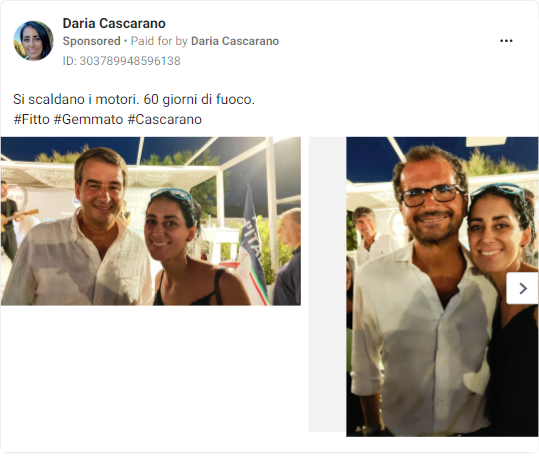 Daria Cascarano
Sponsored • Paid for by Daria Cascarano
ID: 303789948596138
Si scaldano i motori. 60 giorni di fuoco.
#Fitto #Gemmato #Cascarano